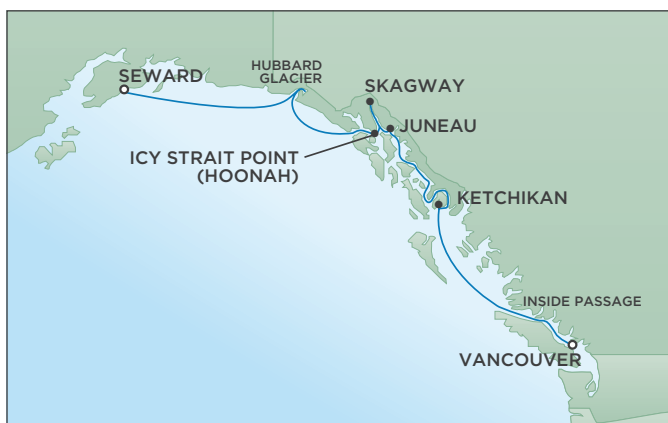 HUBBARD
GLACIER
SEWARD
SKAGWAY
JUNEAU
ICY STRAIT POINT
(HOONAH)
KETCHIKAN
INSIDE PASSAGE
VANCOUVER